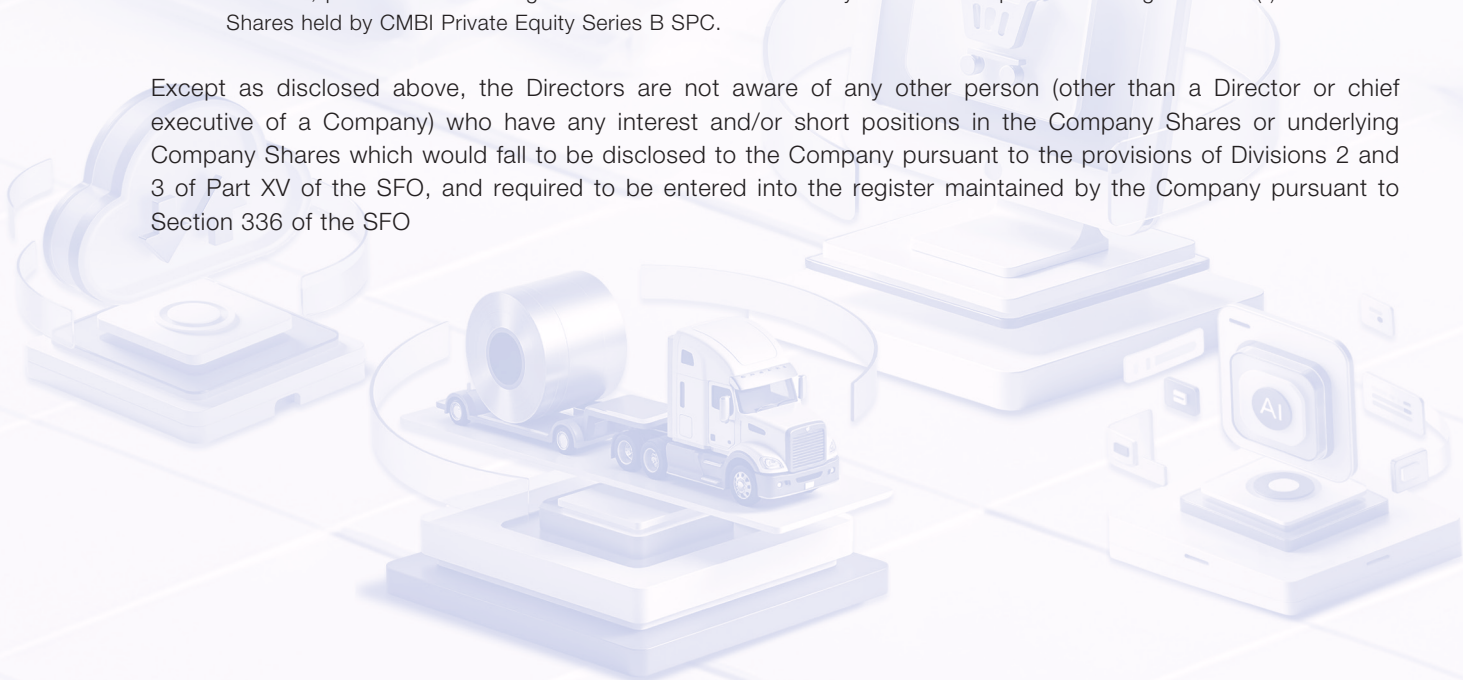 Shares held by CMBI Private Equity Series B SPC.
Except as disclosed above, the Directors are not aware of any other person (other than a Director or chief
executive of a Company) who have any interest and/or short positions in the Company Shares or underlying
Company Shares which would fall to be disclosed to the Company pursuant to the provisions of Divisions 2 and
3 of Part XV of the SFO, and required to be entered into the register maintained by the Company pursuant to
Section 336 of the SFO
AI